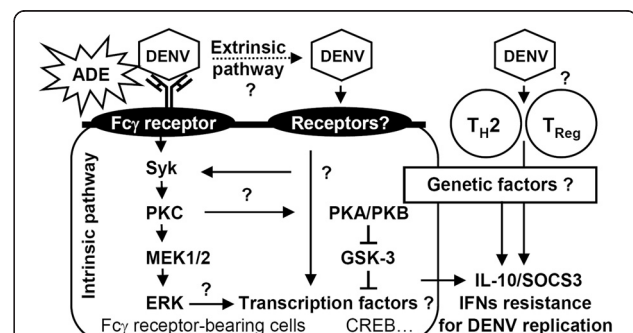 ADE
DENV
Extrinsic
pathway
?
DENV
DENV
?
Fcγ receptor
Receptors?
TH2
TReg
Intrinsic pathway
Syk
?
PKC
?
PKA/PKB
Genetic factors ?
MEK1/2
GSK-3
ERK
?
Transcription factors ?
IL-10/SOCS3
IFNs resistance
for DENV replication
Fcγ receptor-bearing cells
CREB…